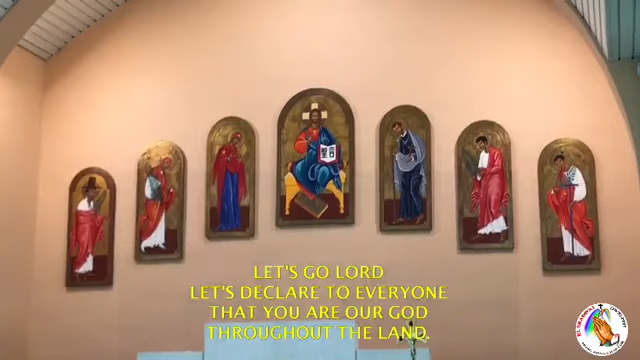 LET'S GO LORD
LET'S DECLARE TO EVERYONE
THAT YOU ARE OUR GOD
THROUGHOUT THE LAND.